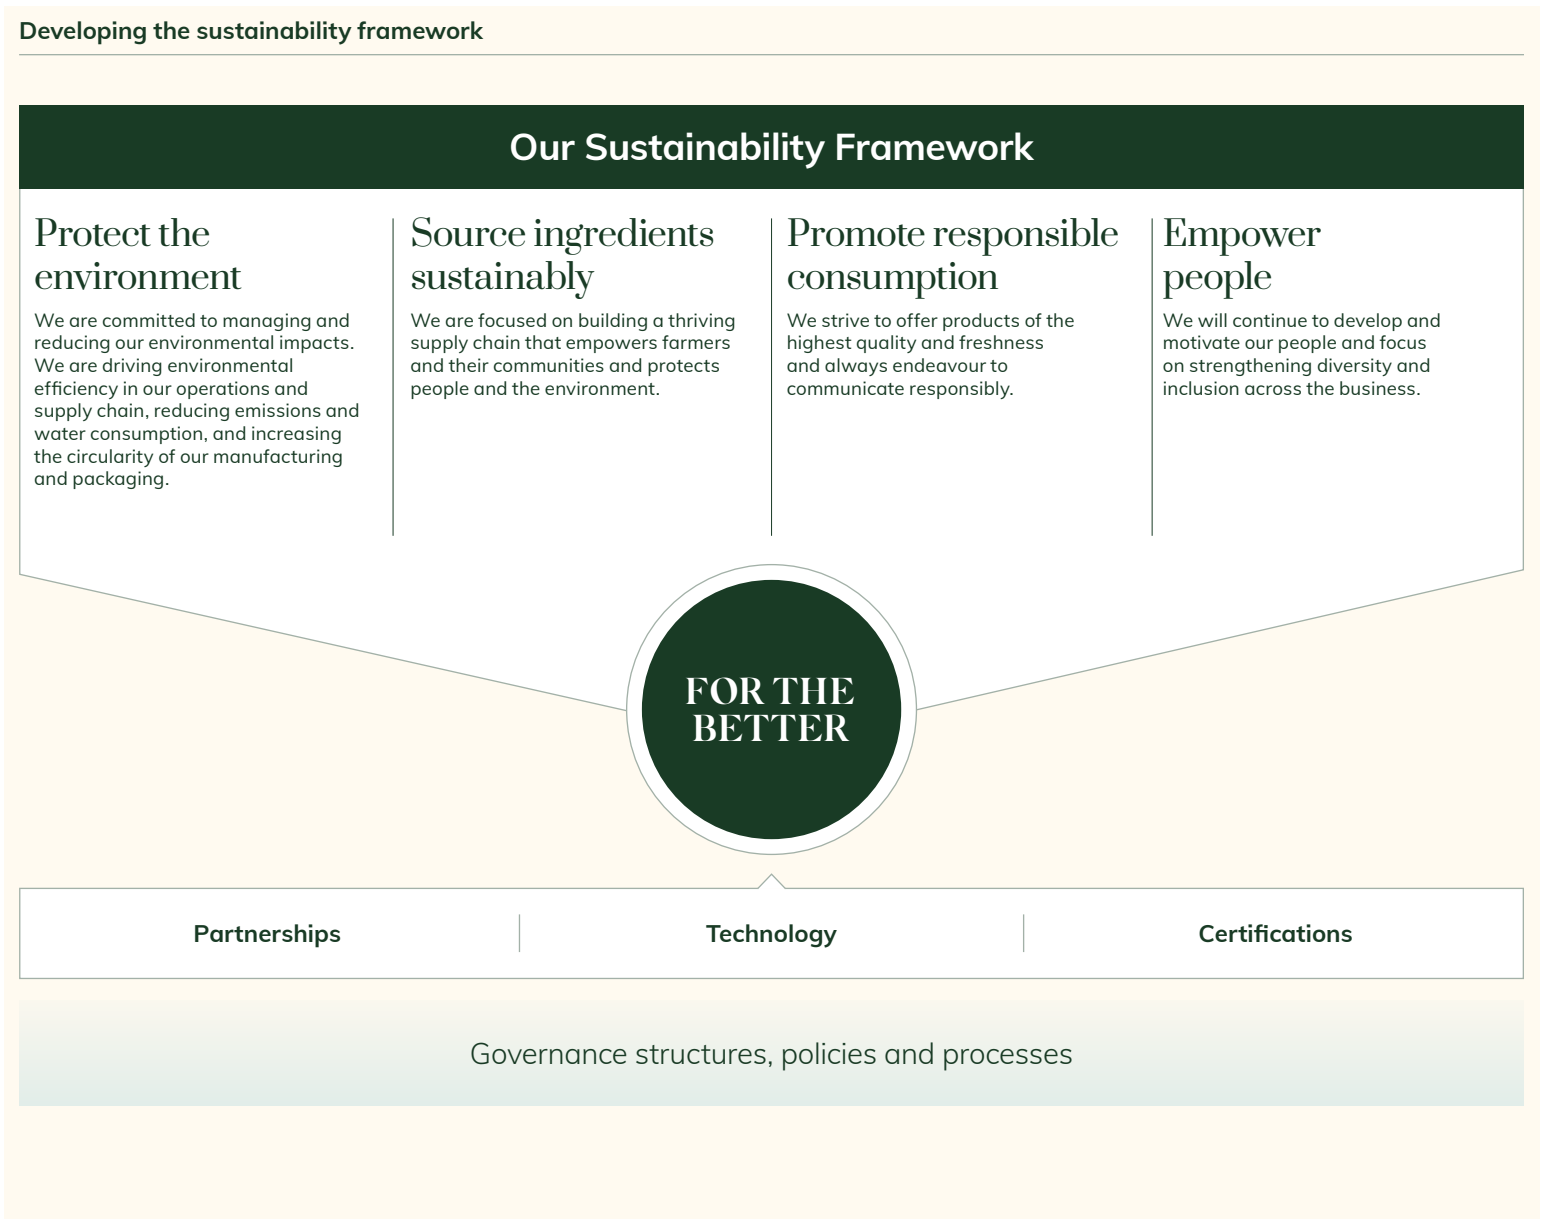 Developing the sustainability framework
Our Sustainability Framework
Protect the
environment
We are committed to managing and
reducing our environmental impacts.
We are driving environmental
efficiency in our operations and
supply chain, reducing emissions and
water consumption, and increasing
the circularity of our manufacturing
and packaging.
Source ingredients
sustainably
We are focused on building a thriving
supply chain that empowers farmers
and their communities and protects
people and the environment.
Promote responsible
consumption
We strive to offer products of the
highest quality and freshness
and always endeavour to
communicate responsibly.
Empower
people
We will continue to develop and
motivate our people and focus
on strengthening diversity and
inclusion across the business.
FOR THE
BETTER
Partnerships
Technology
Certifications
Governance structures, policies and processes